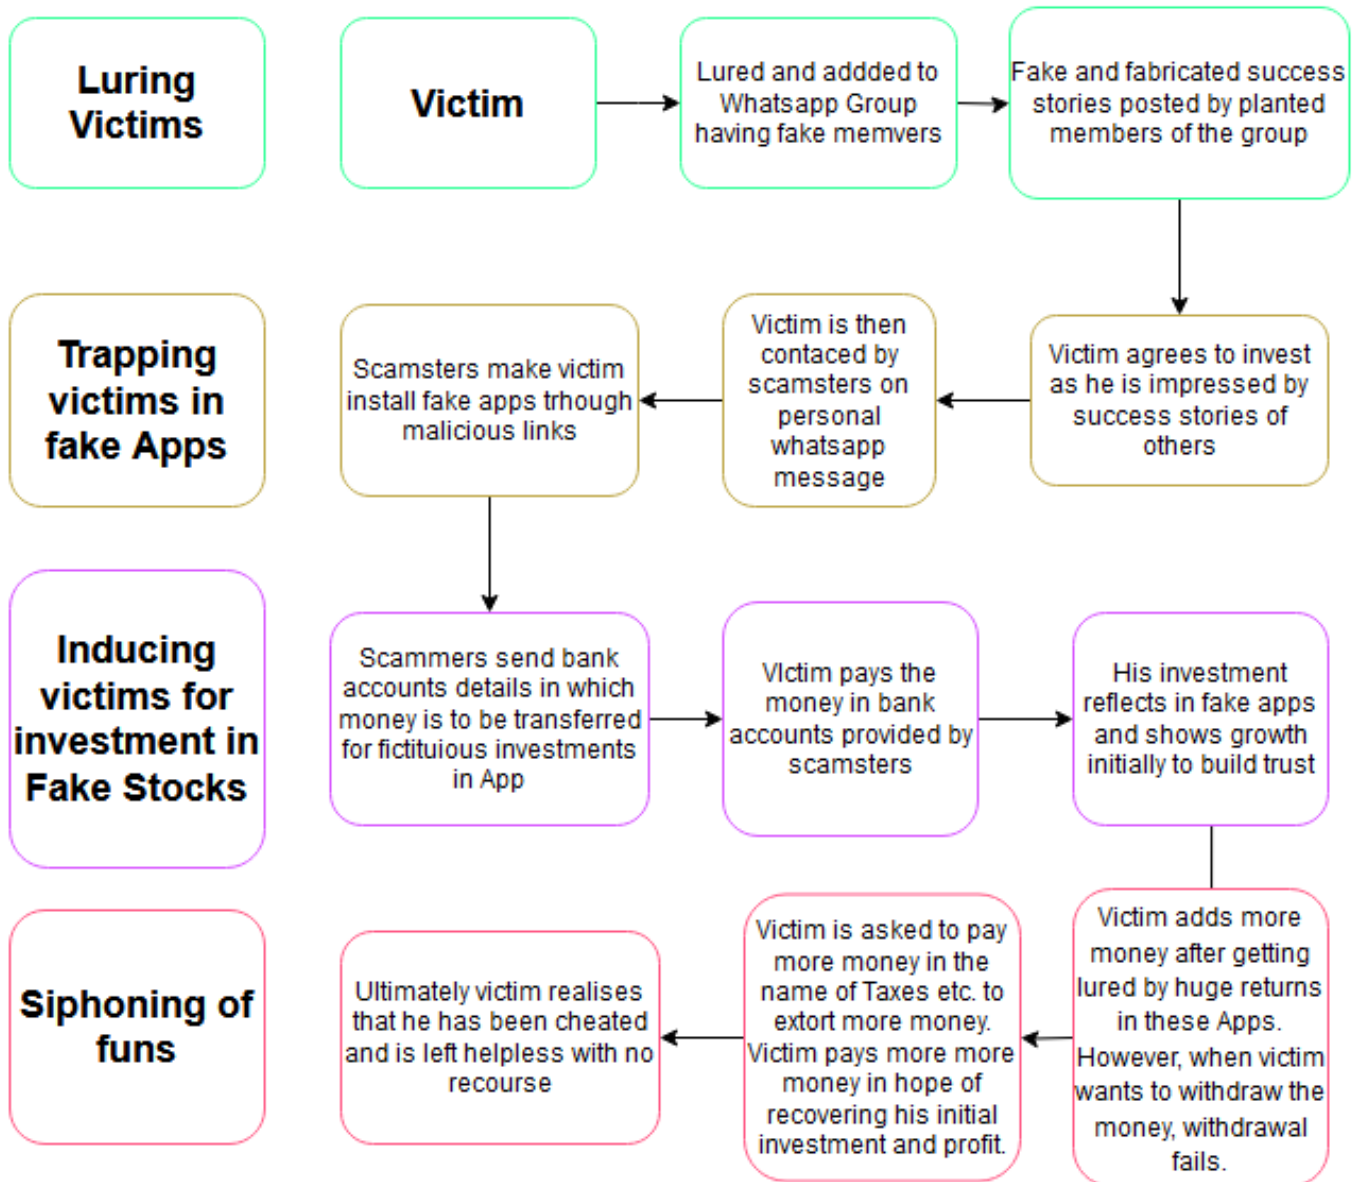 Luring
Victims
Victim
Lured and addded to
Whatsapp Group
having fake memvers
Fake and fabricated success
stories posted by planted
members of the group
Trapping
victims in
fake Apps
Victim agrees to invest
as he is impressed by
success stories of
others
Victim is then
contaced by
scamsters on
personal
whatsapp
message
Scamsters make victim
install fake apps trhough
malicious links
Inducing
victims for
investment in
Fake Stocks
Scammers send bank
accounts details in which
money is to be transferred
for fictituious investments
in App
VIctim pays the
money in bank
accounts provided by
scamsters
His investment
reflects in fake apps
and shows growth
initially to build trust
Siphoning of
funs
Victim adds more
money after getting
lured by huge returns
in these Apps.
However, when victim
wants to withdraw the
money, withdrawal
fails.
Victim is asked to pay
more money in the
name of Taxes etc. to
extort more money.
Victim pays more more
money in hope of
recovering his initial
investment and profit.
Ultimately victim realises
that he has been cheated
and is left helpless with no
recourse